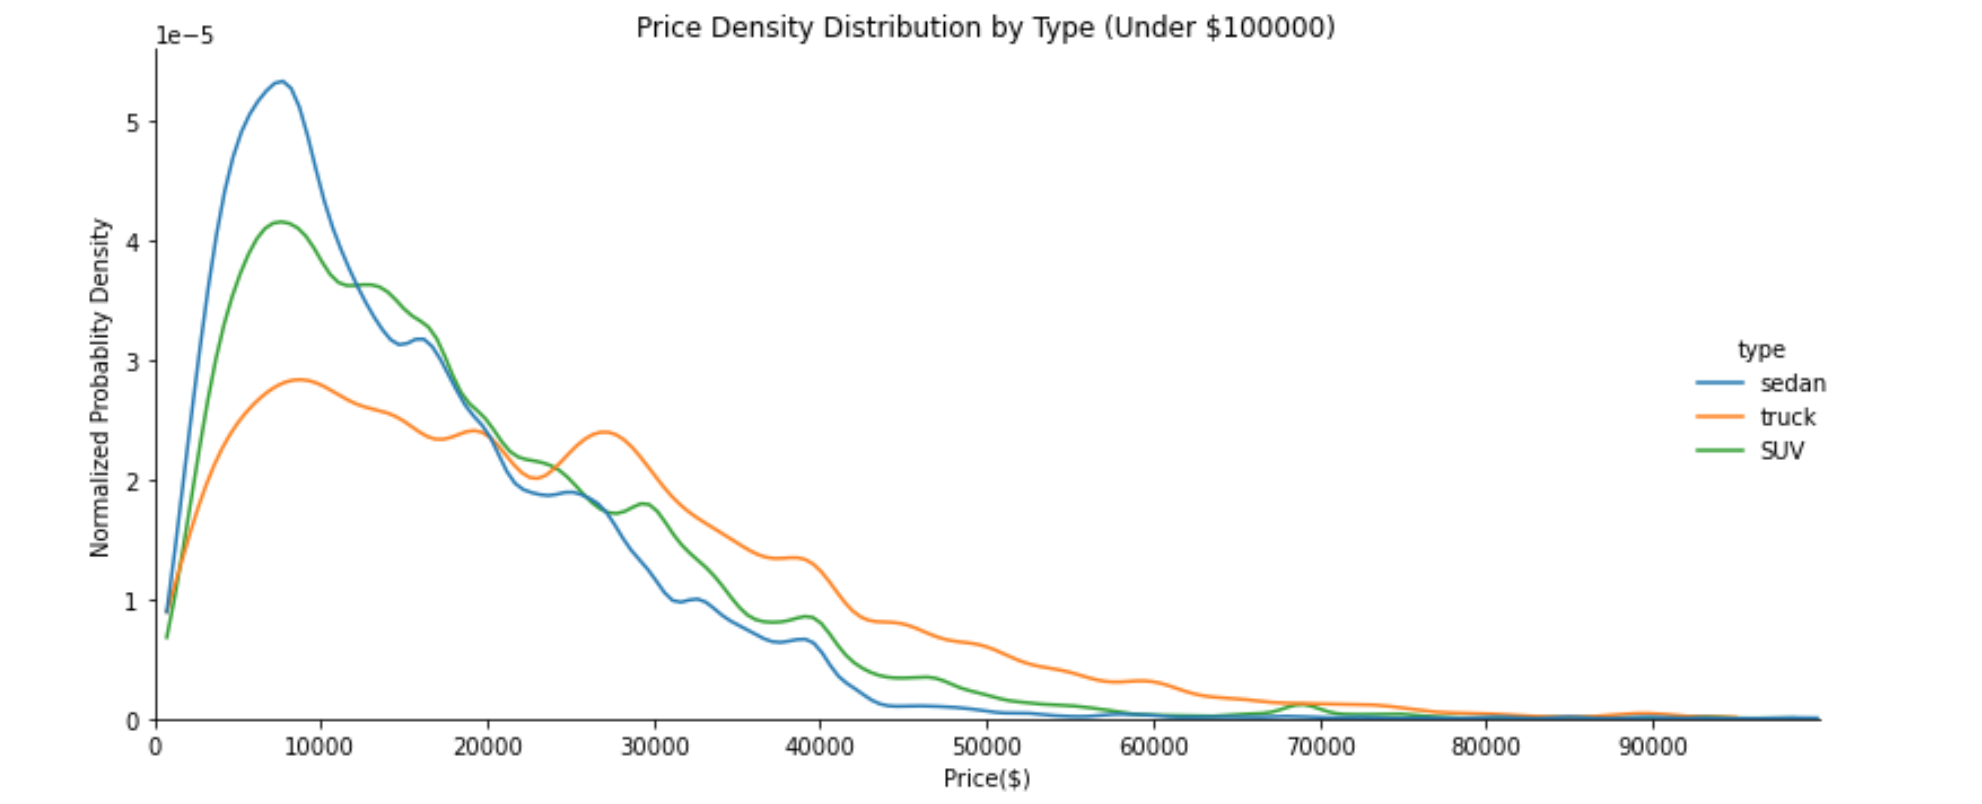 Price Density Distribution by Type (Under $100000)
1e−5
5
4
3
2
1
0
Normalized Probablity Density
0 10000 20000 30000 40000 50000 60000 70000 80000 90000
Price($)
type
sedan
truck
SUV